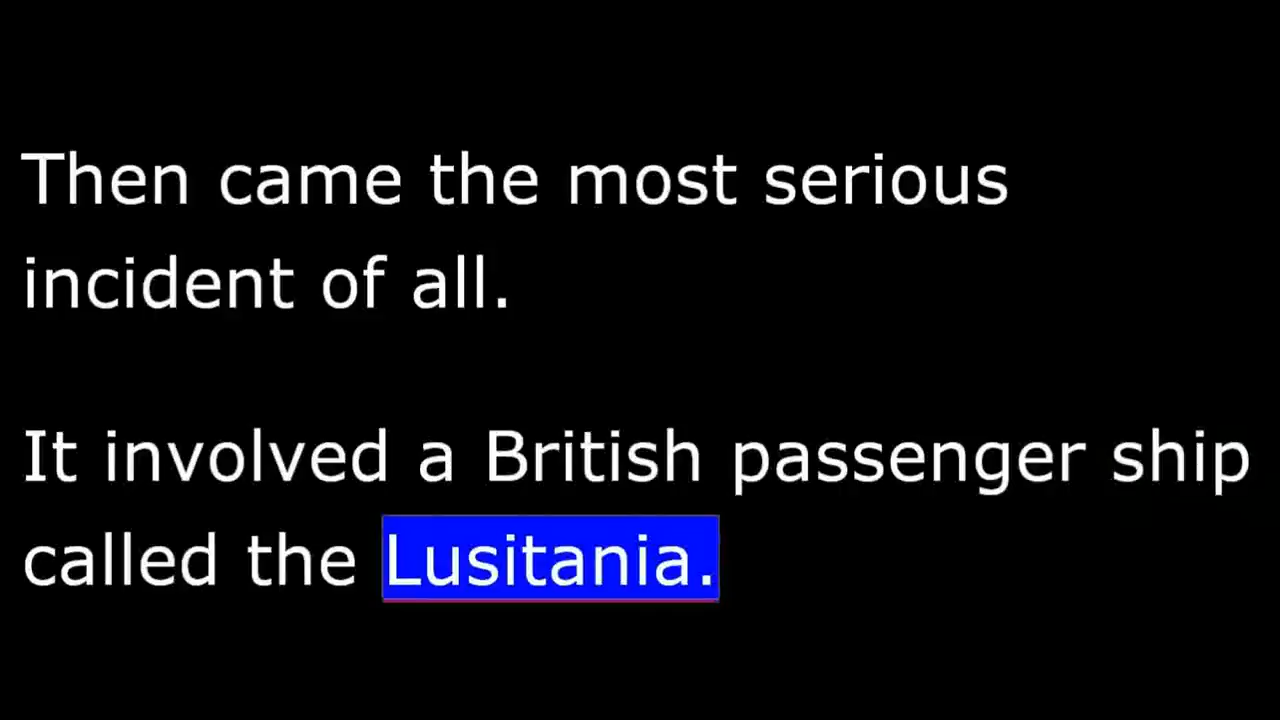 Then came the most serious
incident of all.
It involved a British passenger ship
called the Lusitania.